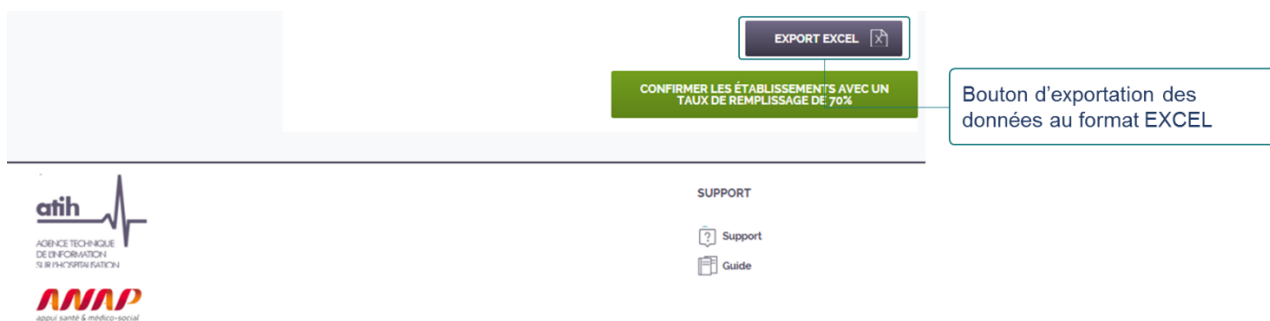 EXPORT EXCEL
CONFIRMER LES ÉTABLISSEMENTS AVEC UN
TAUX DE REMPLISSAGE DE 70%
Bouton d'exportation des
données au format EXCEL
atih
AGENCE TECHNIQUE
DE L'INFORMATION
SUR L'HOSPITALISATION
ANAP
appui santé & médico-social
SUPPORT
Support
Guide